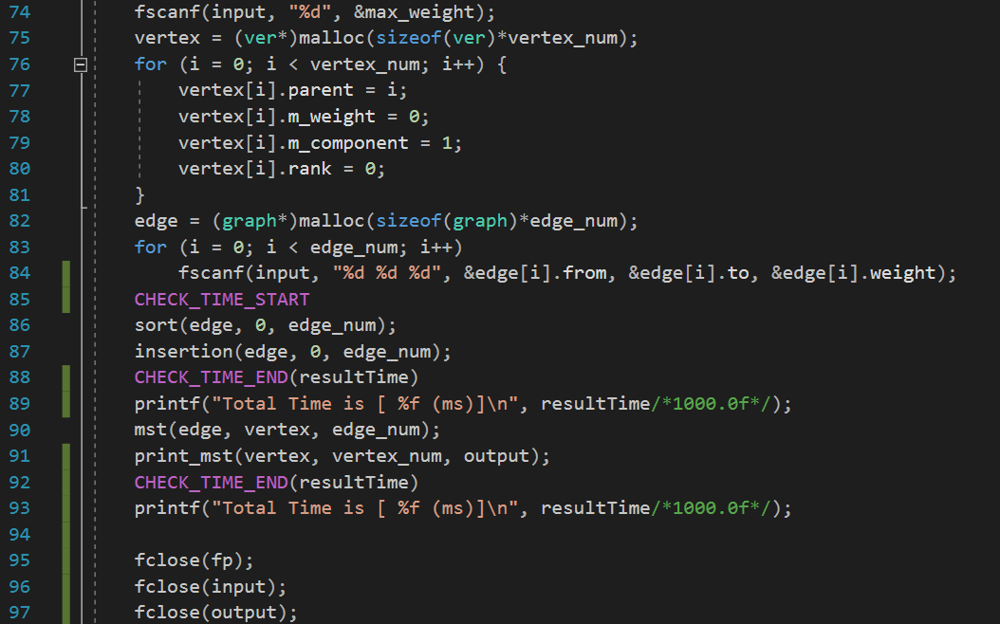 74 fscanf(input, "%d", &max_weight);
75 vertex = (ver*)malloc(sizeof(ver)*vertex_num);
76 for (i = 0; i < vertex_num; i++) {
77 vertex[i].parent = i;
78 vertex[i].m_weight = 0;
79 vertex[i].m_component = 1;
80 vertex[i].rank = 0;
81 }
82 edge = (graph*)malloc(sizeof(graph)*edge_num);
83 for (i = 0; i < edge_num; i++)
84 fscanf(input, "%d %d %d", &edge[i].from, &edge[i].to, &edge[i].weight);
85 CHECK_TIME_START
86 sort(edge, 0, edge_num);
87 insertion(edge, 0, edge_num);
88 CHECK_TIME_END(resultTime)
89 printf("Total Time is [ %f (ms)]\n", resultTime/*1000.0f*/);
90 mst(edge, vertex, edge_num);
91 print_mst(vertex, vertex_num, output);
92 CHECK_TIME_END(resultTime)
93 printf("Total Time is [ %f (ms)]\n", resultTime/*1000.0f*/);
94
95 fclose(fp);
96 fclose(input);
97 fclose(output);